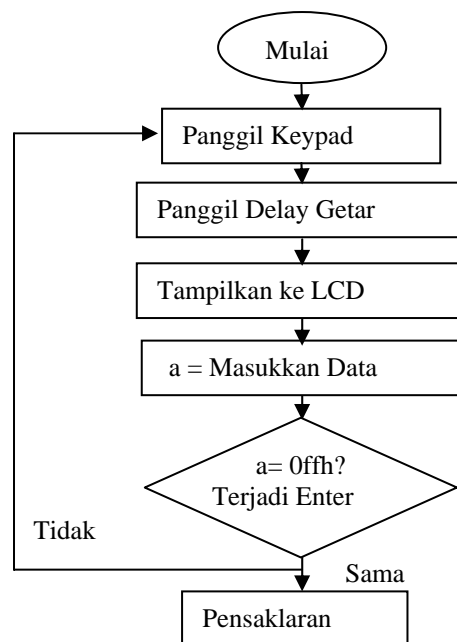 Mulai
Panggil Keypad
Panggil Delay Getar
Tampilkan ke LCD
a = Masukkan Data
a= 0ffh?
Terjadi Enter
Tidak
Sama
Pensaklaran